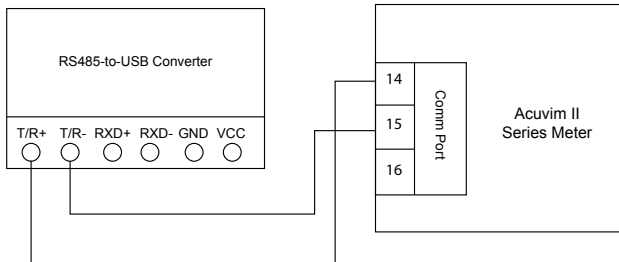 RS485-to-USB Converter
T/R+ T/R- RXD+ RXD- GND VCC
14
15
16
Comm Port
Acuvim II
Series Meter